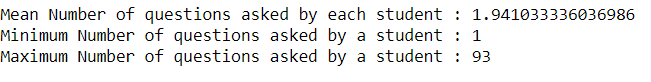 Mean Number of questions asked by each student : 1.941033336036986
Minimum Number of questions asked by a student : 1
Maximum Number of questions asked by a student : 93